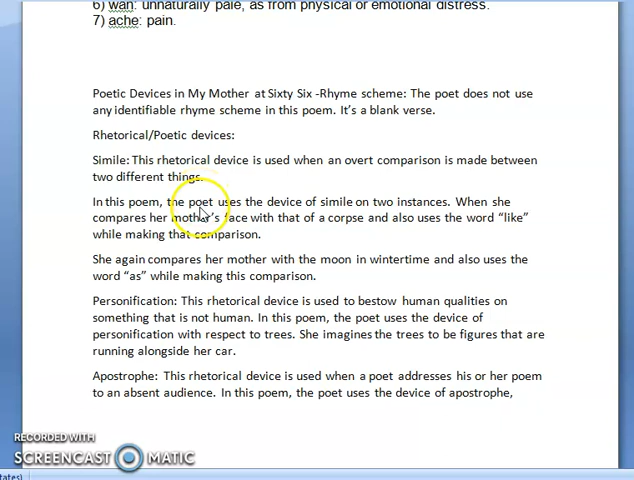 6) wan: unnaturally pale, as from physical or emotional distress.
7) ache: pain.
Poetic Devices in My Mother at Sixty Six -Rhyme scheme: The poet does not use
any identifiable rhyme scheme in this poem. It's a blank verse.
Rhetorical/Poetic devices:
Simile: This rhetorical device is used when an overt comparison is made between
two different things.
In this poem, the poet uses the device of simile on two instances. When she
compares her mother's face with that of a corpse and also uses the word “like”
while making that comparison.
She again compares her mother with the moon in wintertime and also uses the
word “as” while making this comparison.
Personification: This rhetorical device is used to bestow human qualities on
something that is not human. In this poem, the poet uses the device of
personification with respect to trees. She imagines the trees to be figures that are
running alongside her car.
Apostrophe: This rhetorical device is used when a poet addresses his or her poem
to an absent audience. In this poem, the poet uses the device of apostrophe,
RECORDED WITH
SCREENCAST MATIC
tates)